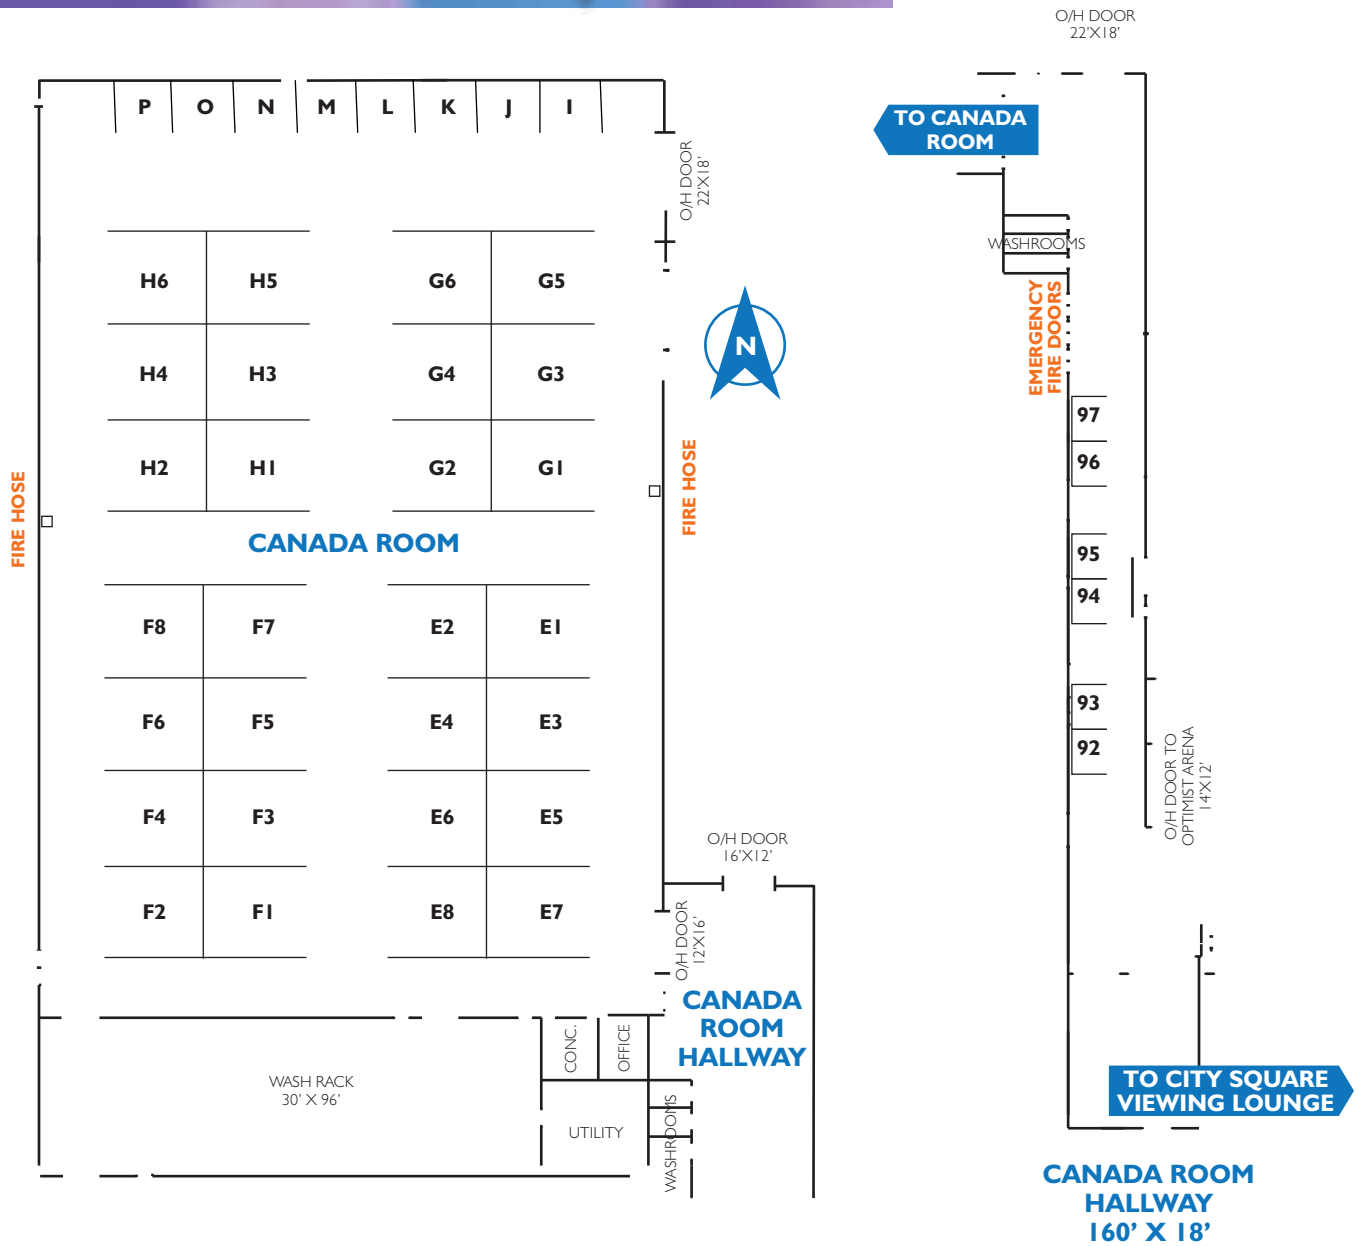 O/H DOOR
22'X18'
P O N M L K J I
TO CANADA
ROOM
O/H DOOR
22'X18'
WASHROOMS
H6 H5 G6 G5
EMERGENCY
FIRE DOORS
N
H4 H3 G4 G3
97
96
H2 H1 G2 G1
FIRE HOSE
FIRE HOSE
CANADA ROOM
95
94
F8 F7 E2 E1
93
92
F6 F5 E4 E3
O/H DOOR TO
OPTIMIST ARENA
14'X12'
F4 F3 E6 E5
O/H DOOR
16'X12'
F2 F1 E8 E7
O/H DOOR
12'X16'
CANADA
ROOM
HALLWAY
CONC.
OFFICE
WASH RACK
30' X 96'
UTILITY
WASHROOMS
TO CITY SQUARE
VIEWING LOUNGE
CANADA ROOM
HALLWAY
160' X 18'